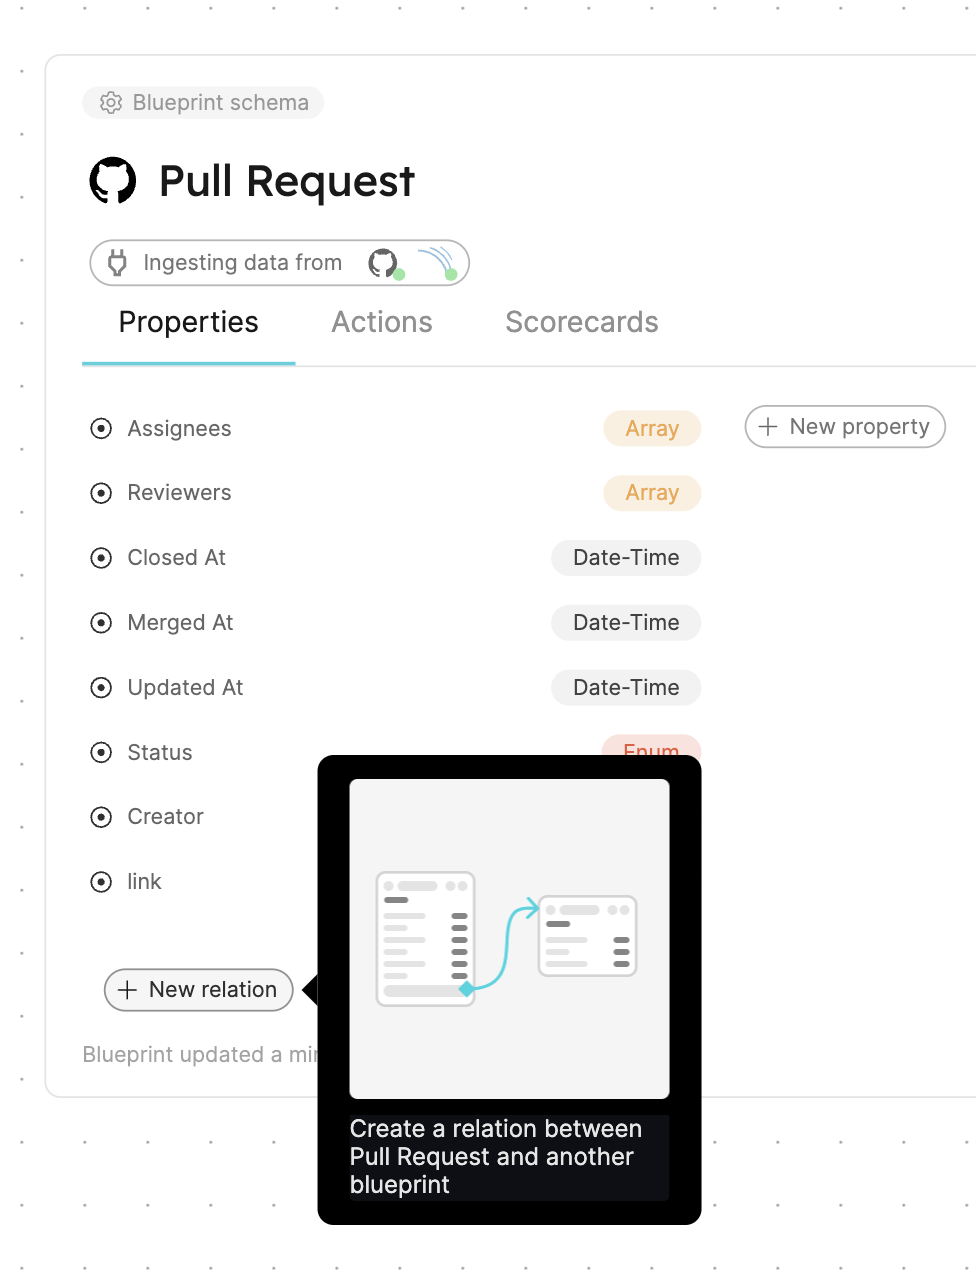 Blueprint schema
Pull Request
Ingesting data from
Properties Actions Scorecards
Assignees Array + New property
Reviewers Array
Closed At Date-Time
Merged At Date-Time
Updated At Date-Time
Status Enum
Creator
link
+ New relation
Blueprint updated a
Create a relation between
Pull Request and another
blueprint